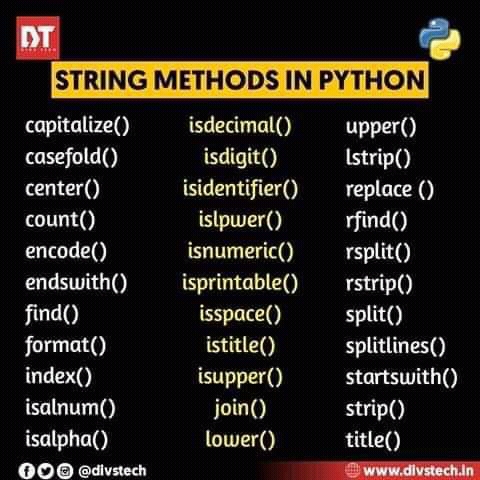 DT
STRING METHODS IN PYTHON
capitalize() isdecimal() upper()
casefold() isdigit() lstrip()
center() isidentifier() replace ()
count() islpwer() rfind()
encode() isnumeric() rsplit()
endswith() isprintable() rstrip()
find() isspace() split()
format() istitle() splitlines()
index() isupper() startswith()
isalnum() join() strip()
isalpha() lower() title()
@divstech www.divstech.in